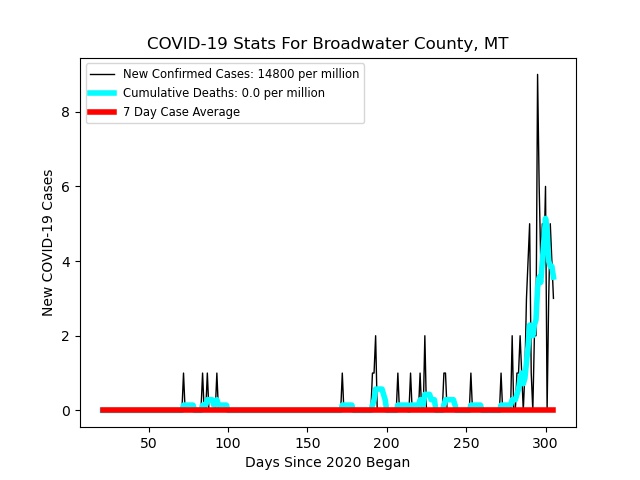 COVID-19 Stats For Broadwater County, MT
New Confirmed Cases: 14800 per million
Cumulative Deaths: 0.0 per million
7 Day Case Average
New COVID-19 Cases
8
6
4
2
0
50 100 150 200 250 300
Days Since 2020 Began